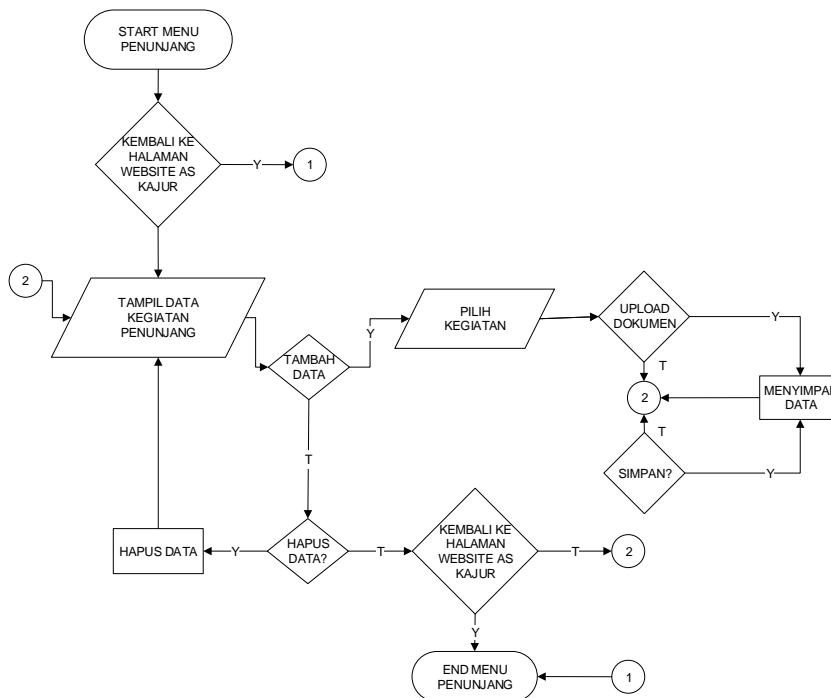 START MENU
PENUNJANG
KEMBALI KE
HALAMAN
WEBSITE AS
KAJUR
Y
1
2
TAMPIL DATA
KEGIATAN
PENUNJANG
TAMBAH
DATA
Y
PILIH
KEGIATAN
UPLOAD
DOKUMEN
Y
T
2
MENYIMPAN
DATA
T
SIMPAN?
Y
T
HAPUS DATA
Y
HAPUS
DATA?
T
KEMBALI KE
HALAMAN
WEBSITE AS
KAJUR
T
2
Y
END MENU
PENUNJANG
1